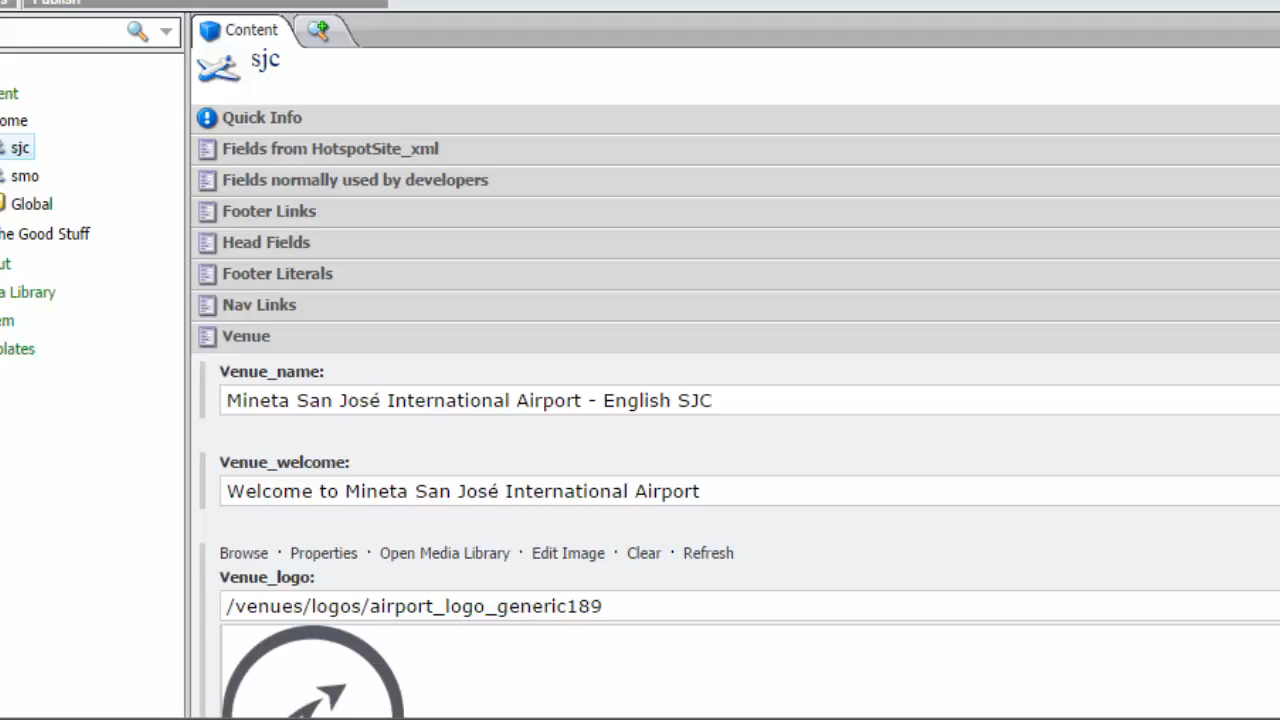 Publish
Content
sjc
ent
ome
sjc
smo
Global
he Good Stuff
ut
a Library
em
plates
Quick Info
Fields from HotspotSite_xml
Fields normally used by developers
Footer Links
Head Fields
Footer Literals
Nav Links
Venue
Venue_name:
Mineta San José International Airport - English SJC
Venue_welcome:
Welcome to Mineta San José International Airport
Browse · Properties · Open Media Library · Edit Image · Clear · Refresh
Venue_logo:
/venues/logos/airport_logo_generic189